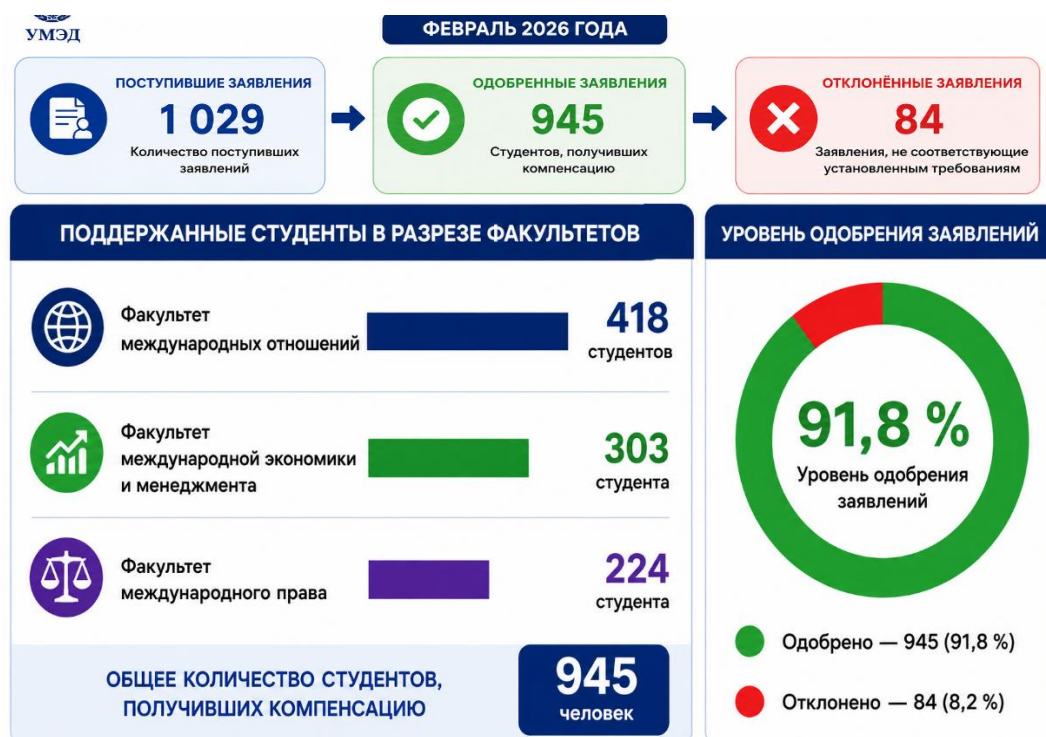 УМЭД
ФЕВРАЛЬ 2026 ГОДА
ПОСТУПИВШИЕ ЗАЯВЛЕНИЯ
1 029
Количество поступивших
заявлений
ОДОБРЕННЫЕ ЗАЯВЛЕНИЯ
945
Студентов, получивших
компенсацию
ОТКЛОНЁННЫЕ ЗАЯВЛЕНИЯ
84
Заявления, не соответствующие
установленным требованиям
ПОДДЕРЖАННЫЕ СТУДЕНТЫ В РАЗРЕЗЕ ФАКУЛЬТЕТОВ
Факультет
международных отношений
418
студентов
Факультет
международной экономики
и менеджмента
303
студента
Факультет
международного права
224
студента
ОБЩЕЕ КОЛИЧЕСТВО СТУДЕНТОВ,
ПОЛУЧИВШИХ КОМПЕНСАЦИЮ
945
человек
УРОВЕНЬ ОДОБРЕНИЯ ЗАЯВЛЕНИЙ
91,8 %
Уровень одобрения
заявлений
Одобрено — 945 (91,8 %)
Отклонено — 84 (8,2 %)